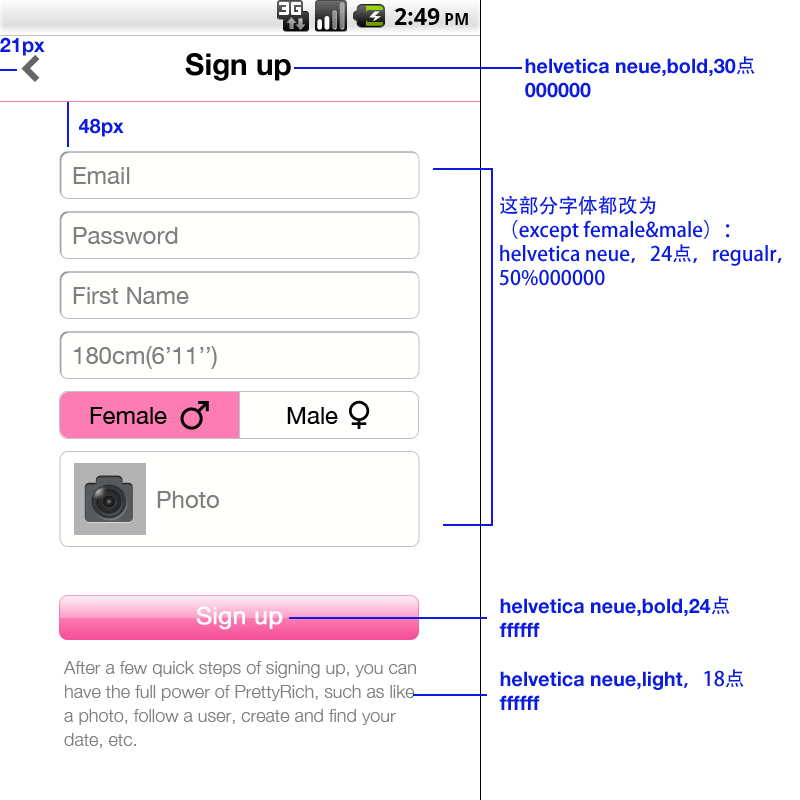 3G
2:49 PM
21px
Sign up
helvetica neue,bold,30点
000000
48px
Email
Password
First Name
180cm(6’11’’)
Female
Male
Photo
这部分字体都改为
（except female&male）：
helvetica neue，24点，regualr，
50%000000
Sign up
helvetica neue,bold,24点
ffffff
After a few quick steps of signing up, you can
have the full power of PrettyRich, such as like
a photo, follow a user, create and find your
date, etc.
helvetica neue,light，18点
ffffff